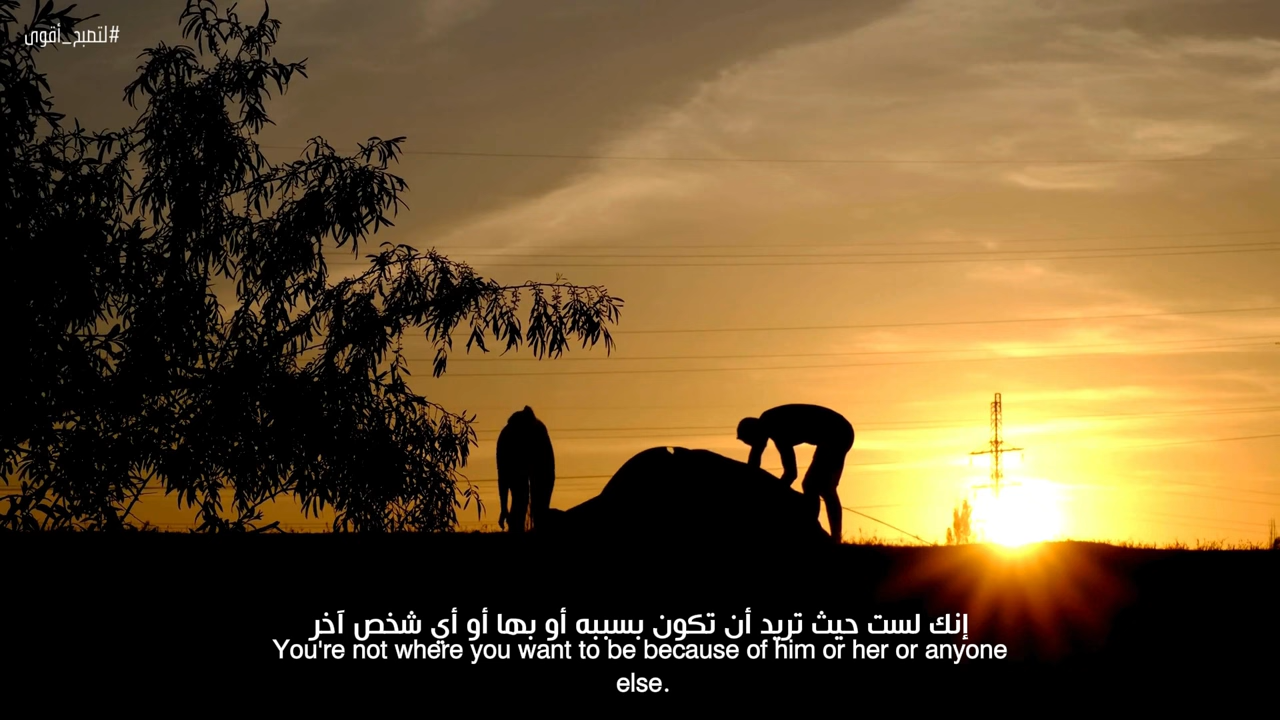 #لتصبح_أقوى
إنك لست حيث تريد أن تكون بسببه أو بها أو أي شخص آخر
You're not where you want to be because of him or her or anyone
else.